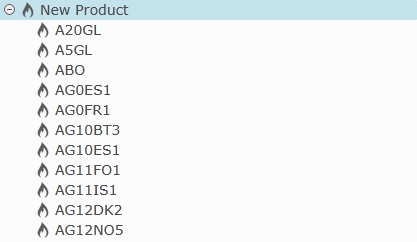 New Product
A20GL
A5GL
ABO
AG0ES1
AG0FR1
AG10BT3
AG10ES1
AG11FO1
AG11IS1
AG12DK2
AG12NO5